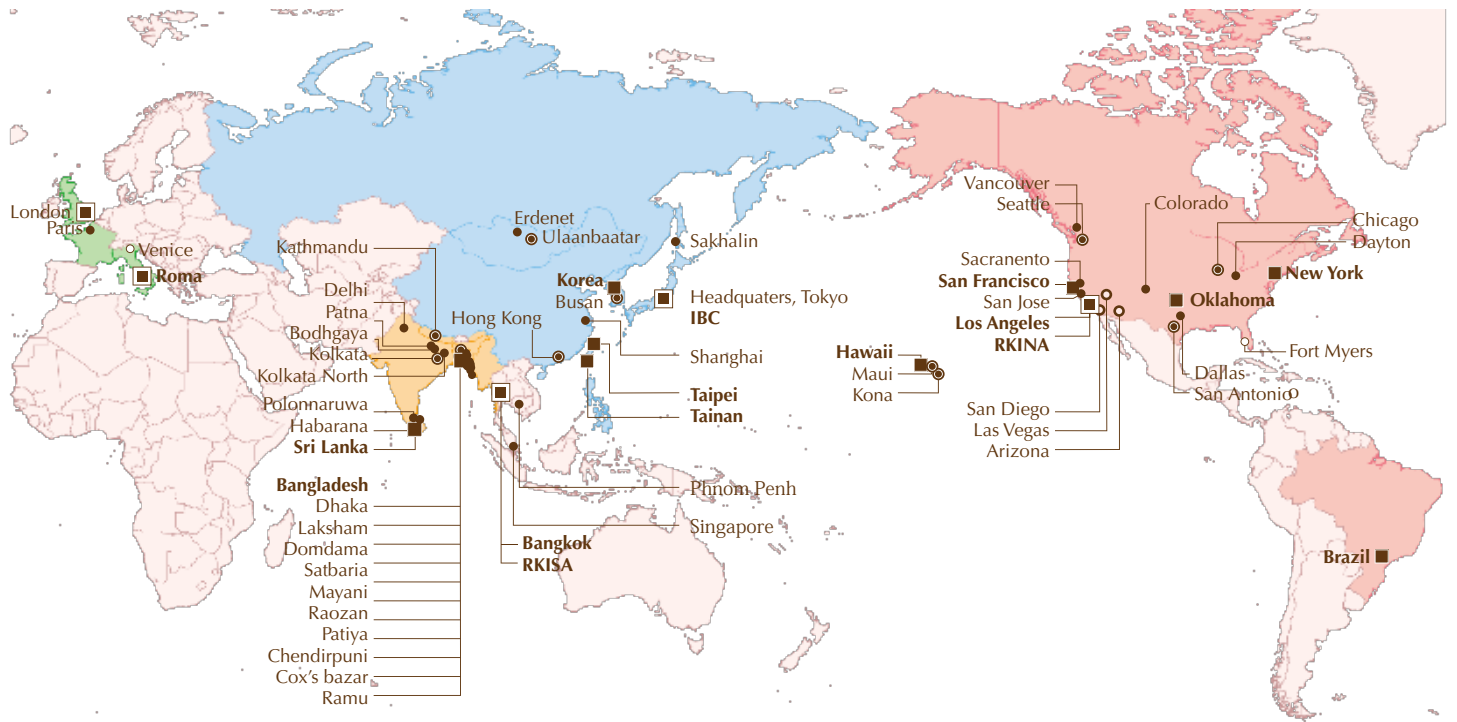 London
Paris
Venice
Roma
Kathmandu
Delhi
Patna
Bodhgaya
Kolkata
Kolkata North
Polonnaruwa
Habarana
Sri Lanka
Bangladesh
Dhaka
Laksham
Domdama
Satbaria
Mayani
Raozan
Patiya
Chendirpuni
Cox's bazar
Ramu
Erdenet
Ulaanbaatar
Sakhalin
Korea
Busan
Headquaters, Tokyo
IBC
Hong Kong
Shanghai
Taipei
Tainan
Phnom Penh
Singapore
Bangkok
RKISA
Hawaii
Maui
Kona
Vancouver
Seattle
Sacranento
San Francisco
San Jose
Los Angeles
RKINA
San Diego
Las Vegas
Arizona
Colorado
Chicago
Dayton
New York
Oklahoma
Fort Myers
Dallas
San Antonio
Brazil